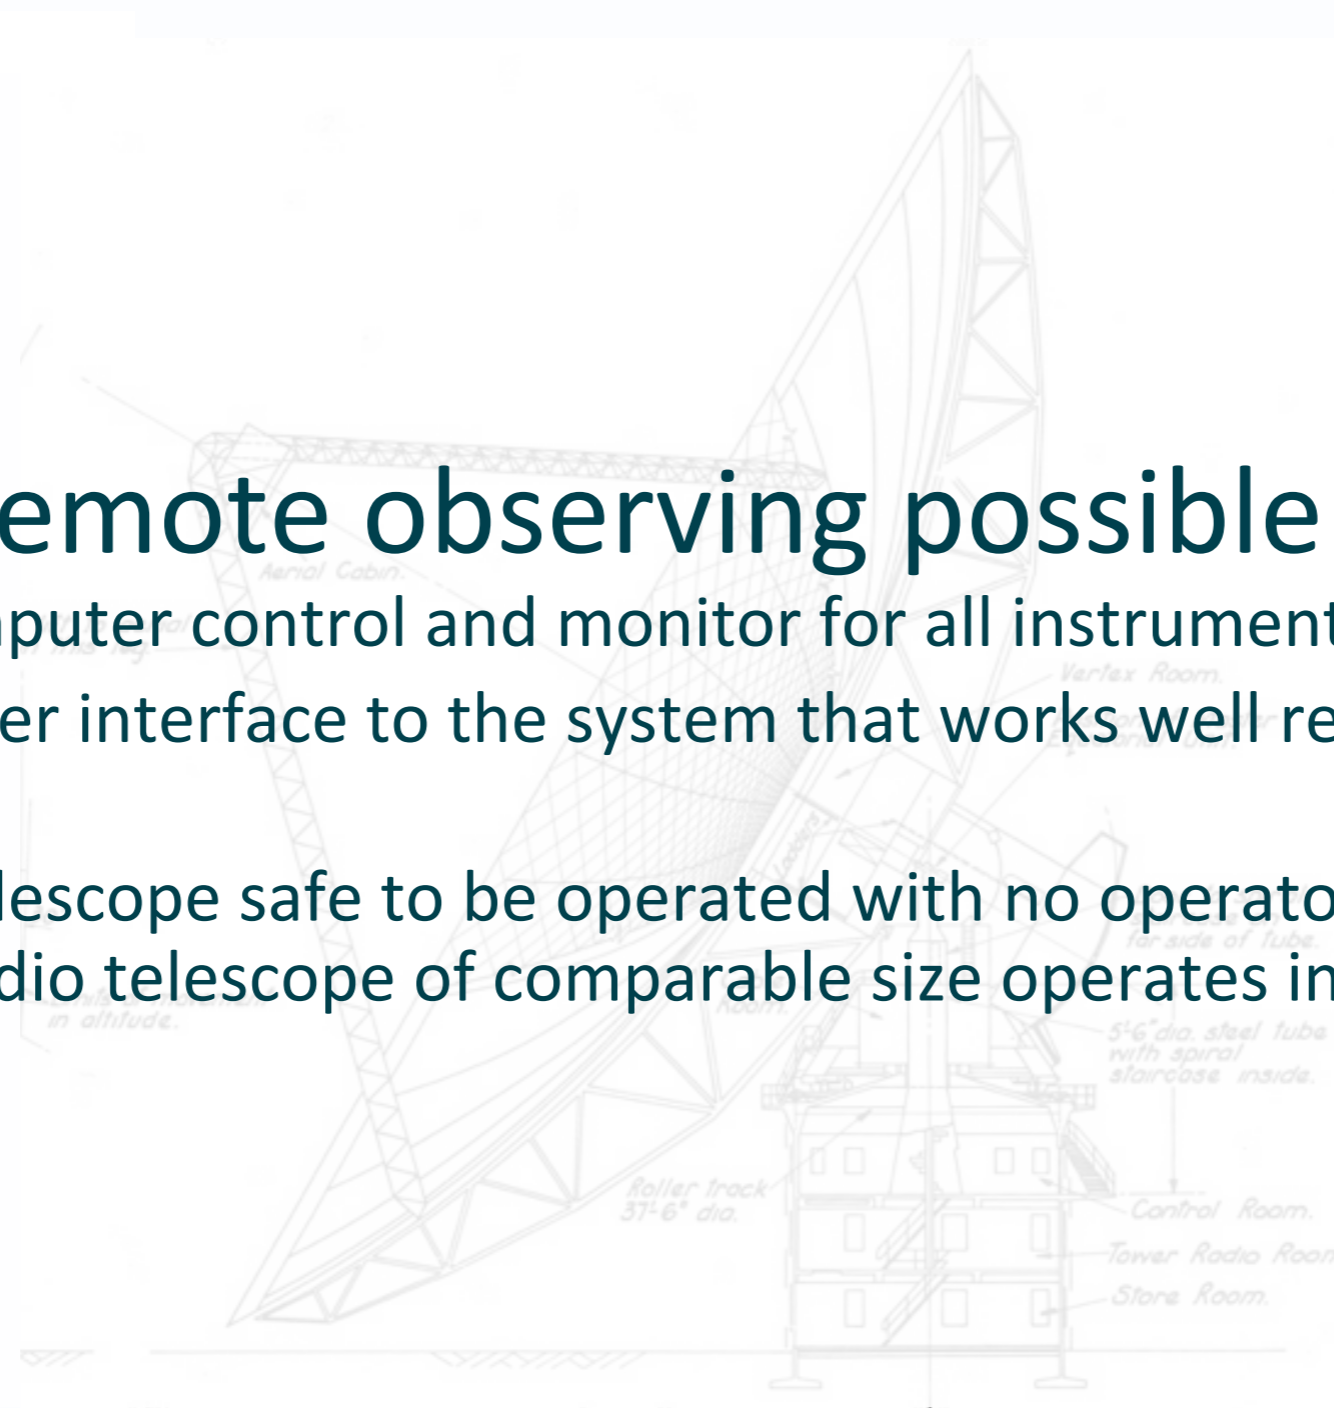 emote observing possible
Aerial Cabin.
puter control and monitor for all instrument
Vertex Room.
er interface to the system that works well re
lescope safe to be operated with no operato
far side of tube.
dio telescope of comparable size operates in
Room.
in altitude.
5'-6" dia. steel tube
with spiral
staircase inside.
Roller track
37'-6" dia.
Control Room.
Tower Radio Room
Store Room.